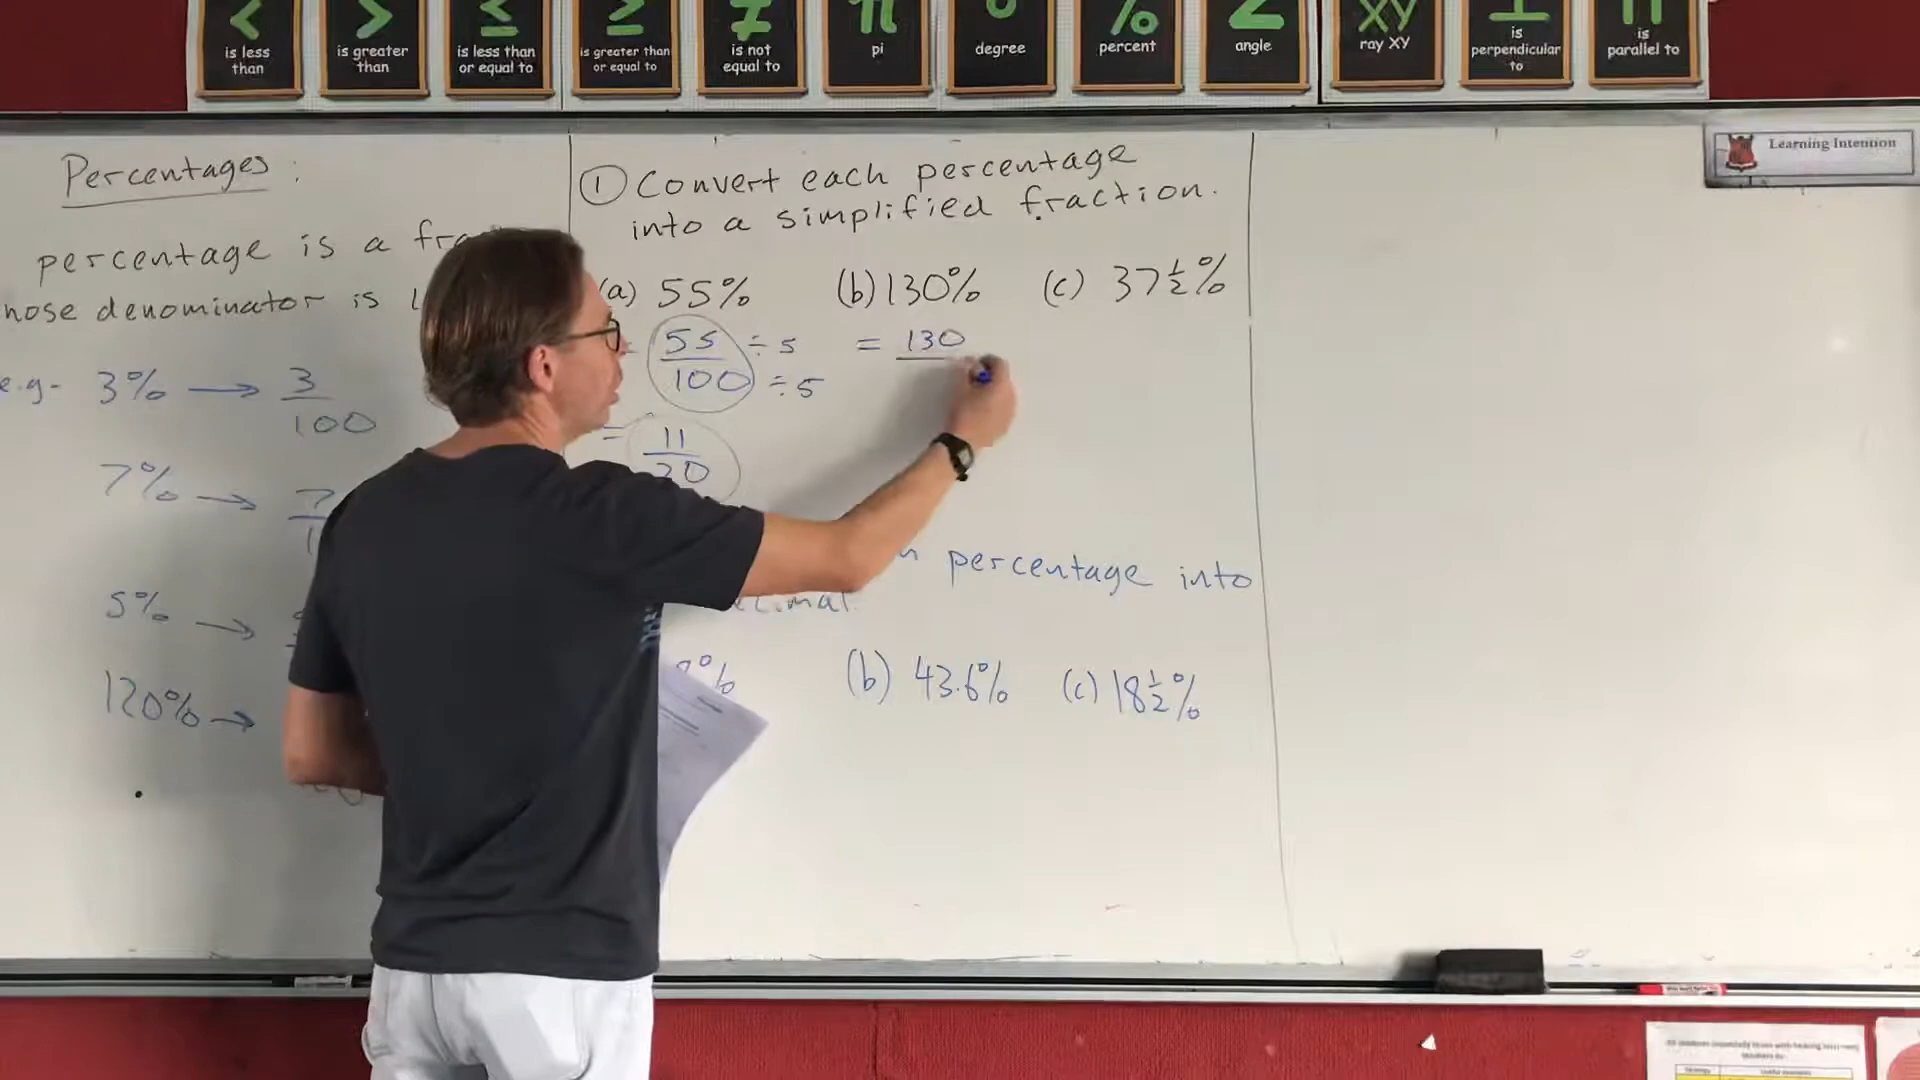 <
is less
than
>
is greater
than
≤
is less than
or equal to
≥
is greater than
or equal to
≠
is not
equal to
π
pi
°
degree
%
percent
∠
angle
XY
ray XY
⊥
is
perpendicular
to
is
parallel to
Learning Intention
Percentages:
percentage is a
denominator is
e.g. 3% → 3/100
7% → 7
5% →
120% →
① Convert each percentage
into a simplified fraction.
(a) 55% (b) 130% (c) 37½%
= 55/100 ÷5 ÷5 = 130
= 11/20
percentage into
(b) 43.6% (c) 18½%